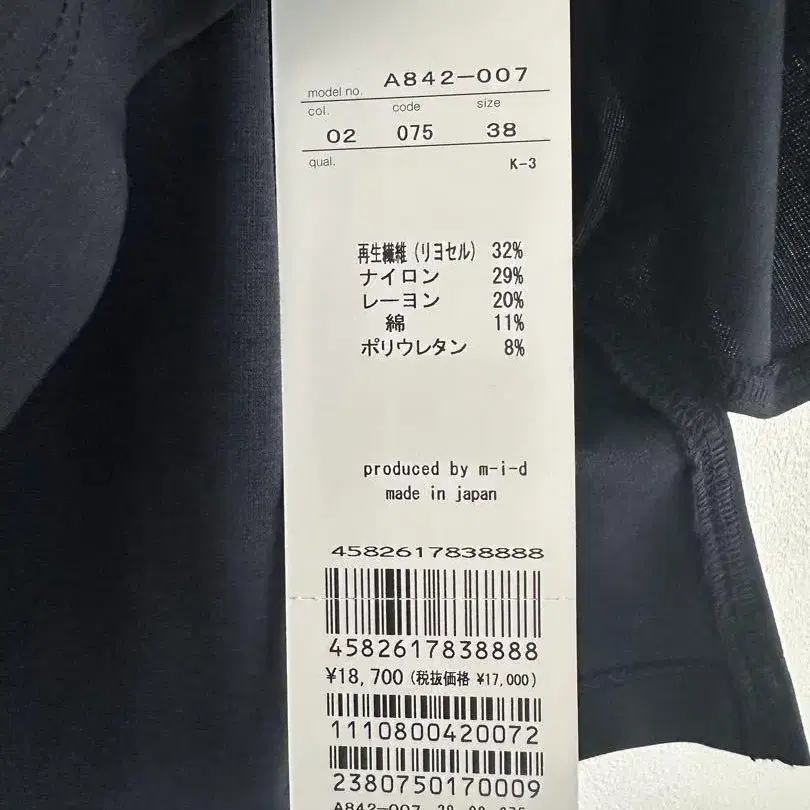 model no. A842-007
col. code size
02 075 38
qual. K-3
再生繊維(リヨセル) 32%
ナイロン 29%
レーヨン 20%
綿 11%
ポリウレタン 8%
produced by m-i-d
made in japan
4582617838888
4582617838888
¥18,700 (税抜価格 ¥17,000)
1110800420072
2380750170009
A842-007